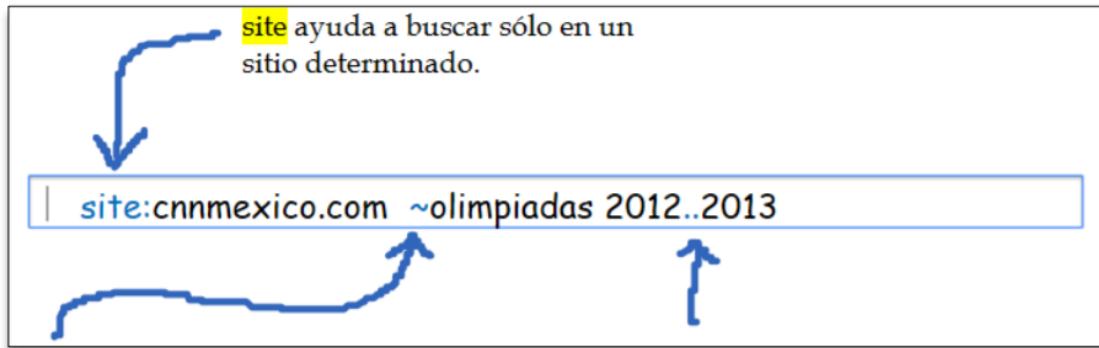 site ayuda a buscar sólo en un
sitio determinado.
site:cnnmexico.com ~olimpiadas 2012..2013